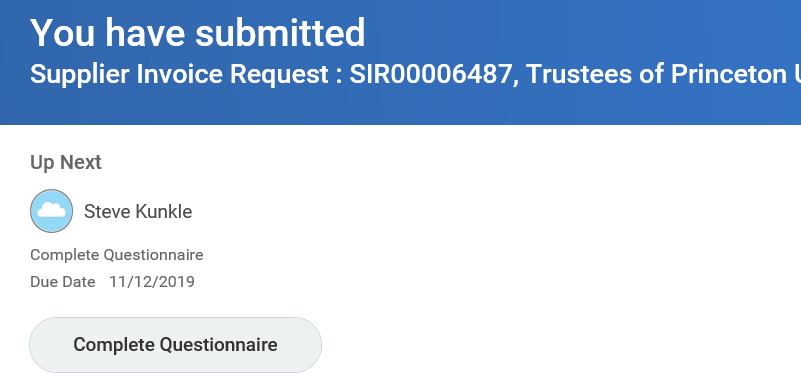 You have submitted
Supplier Invoice Request : SIR00006487, Trustees of Princeton
Up Next
Steve Kunkle
Complete Questionnaire
Due Date 11/12/2019
Complete Questionnaire